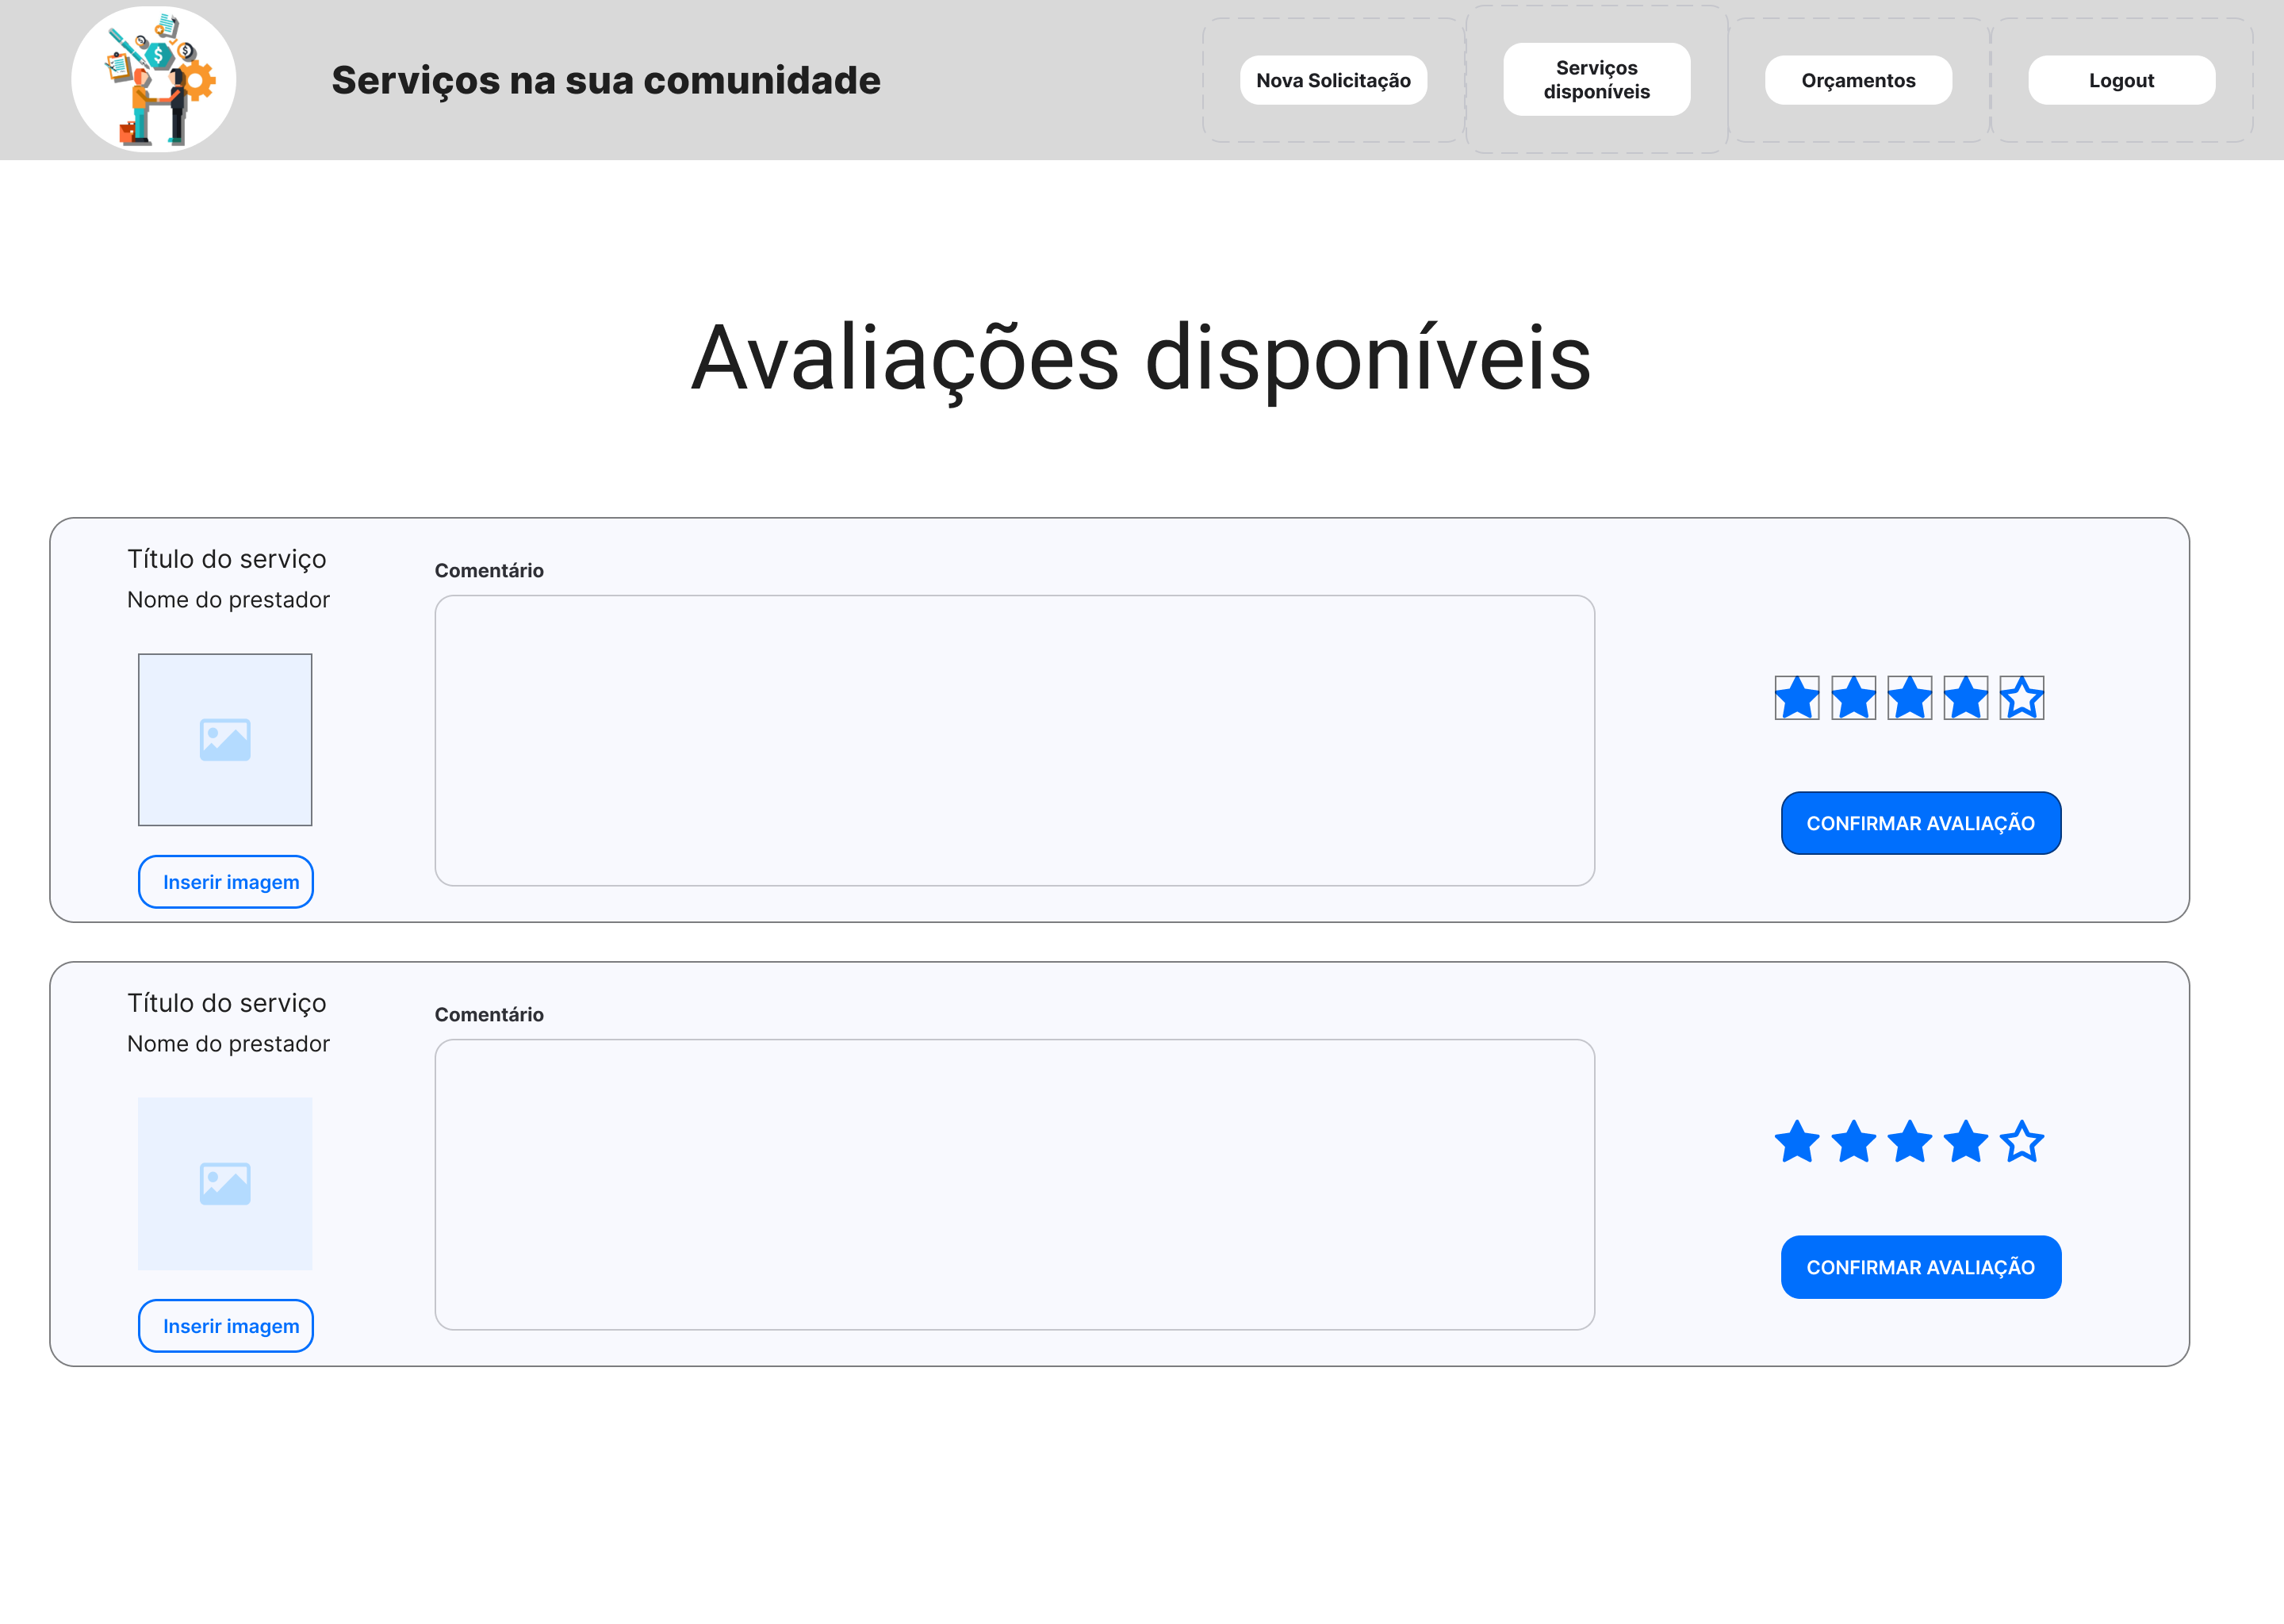 Serviços na sua comunidade
Nova Solicitação
Serviços
disponíveis
Orçamentos
Logout
Avaliações disponíveis
Título do serviço
Nome do prestador
Comentário
CONFIRMAR AVALIAÇÃO
Inserir imagem
Título do serviço
Nome do prestador
Comentário
CONFIRMAR AVALIAÇÃO
Inserir imagem